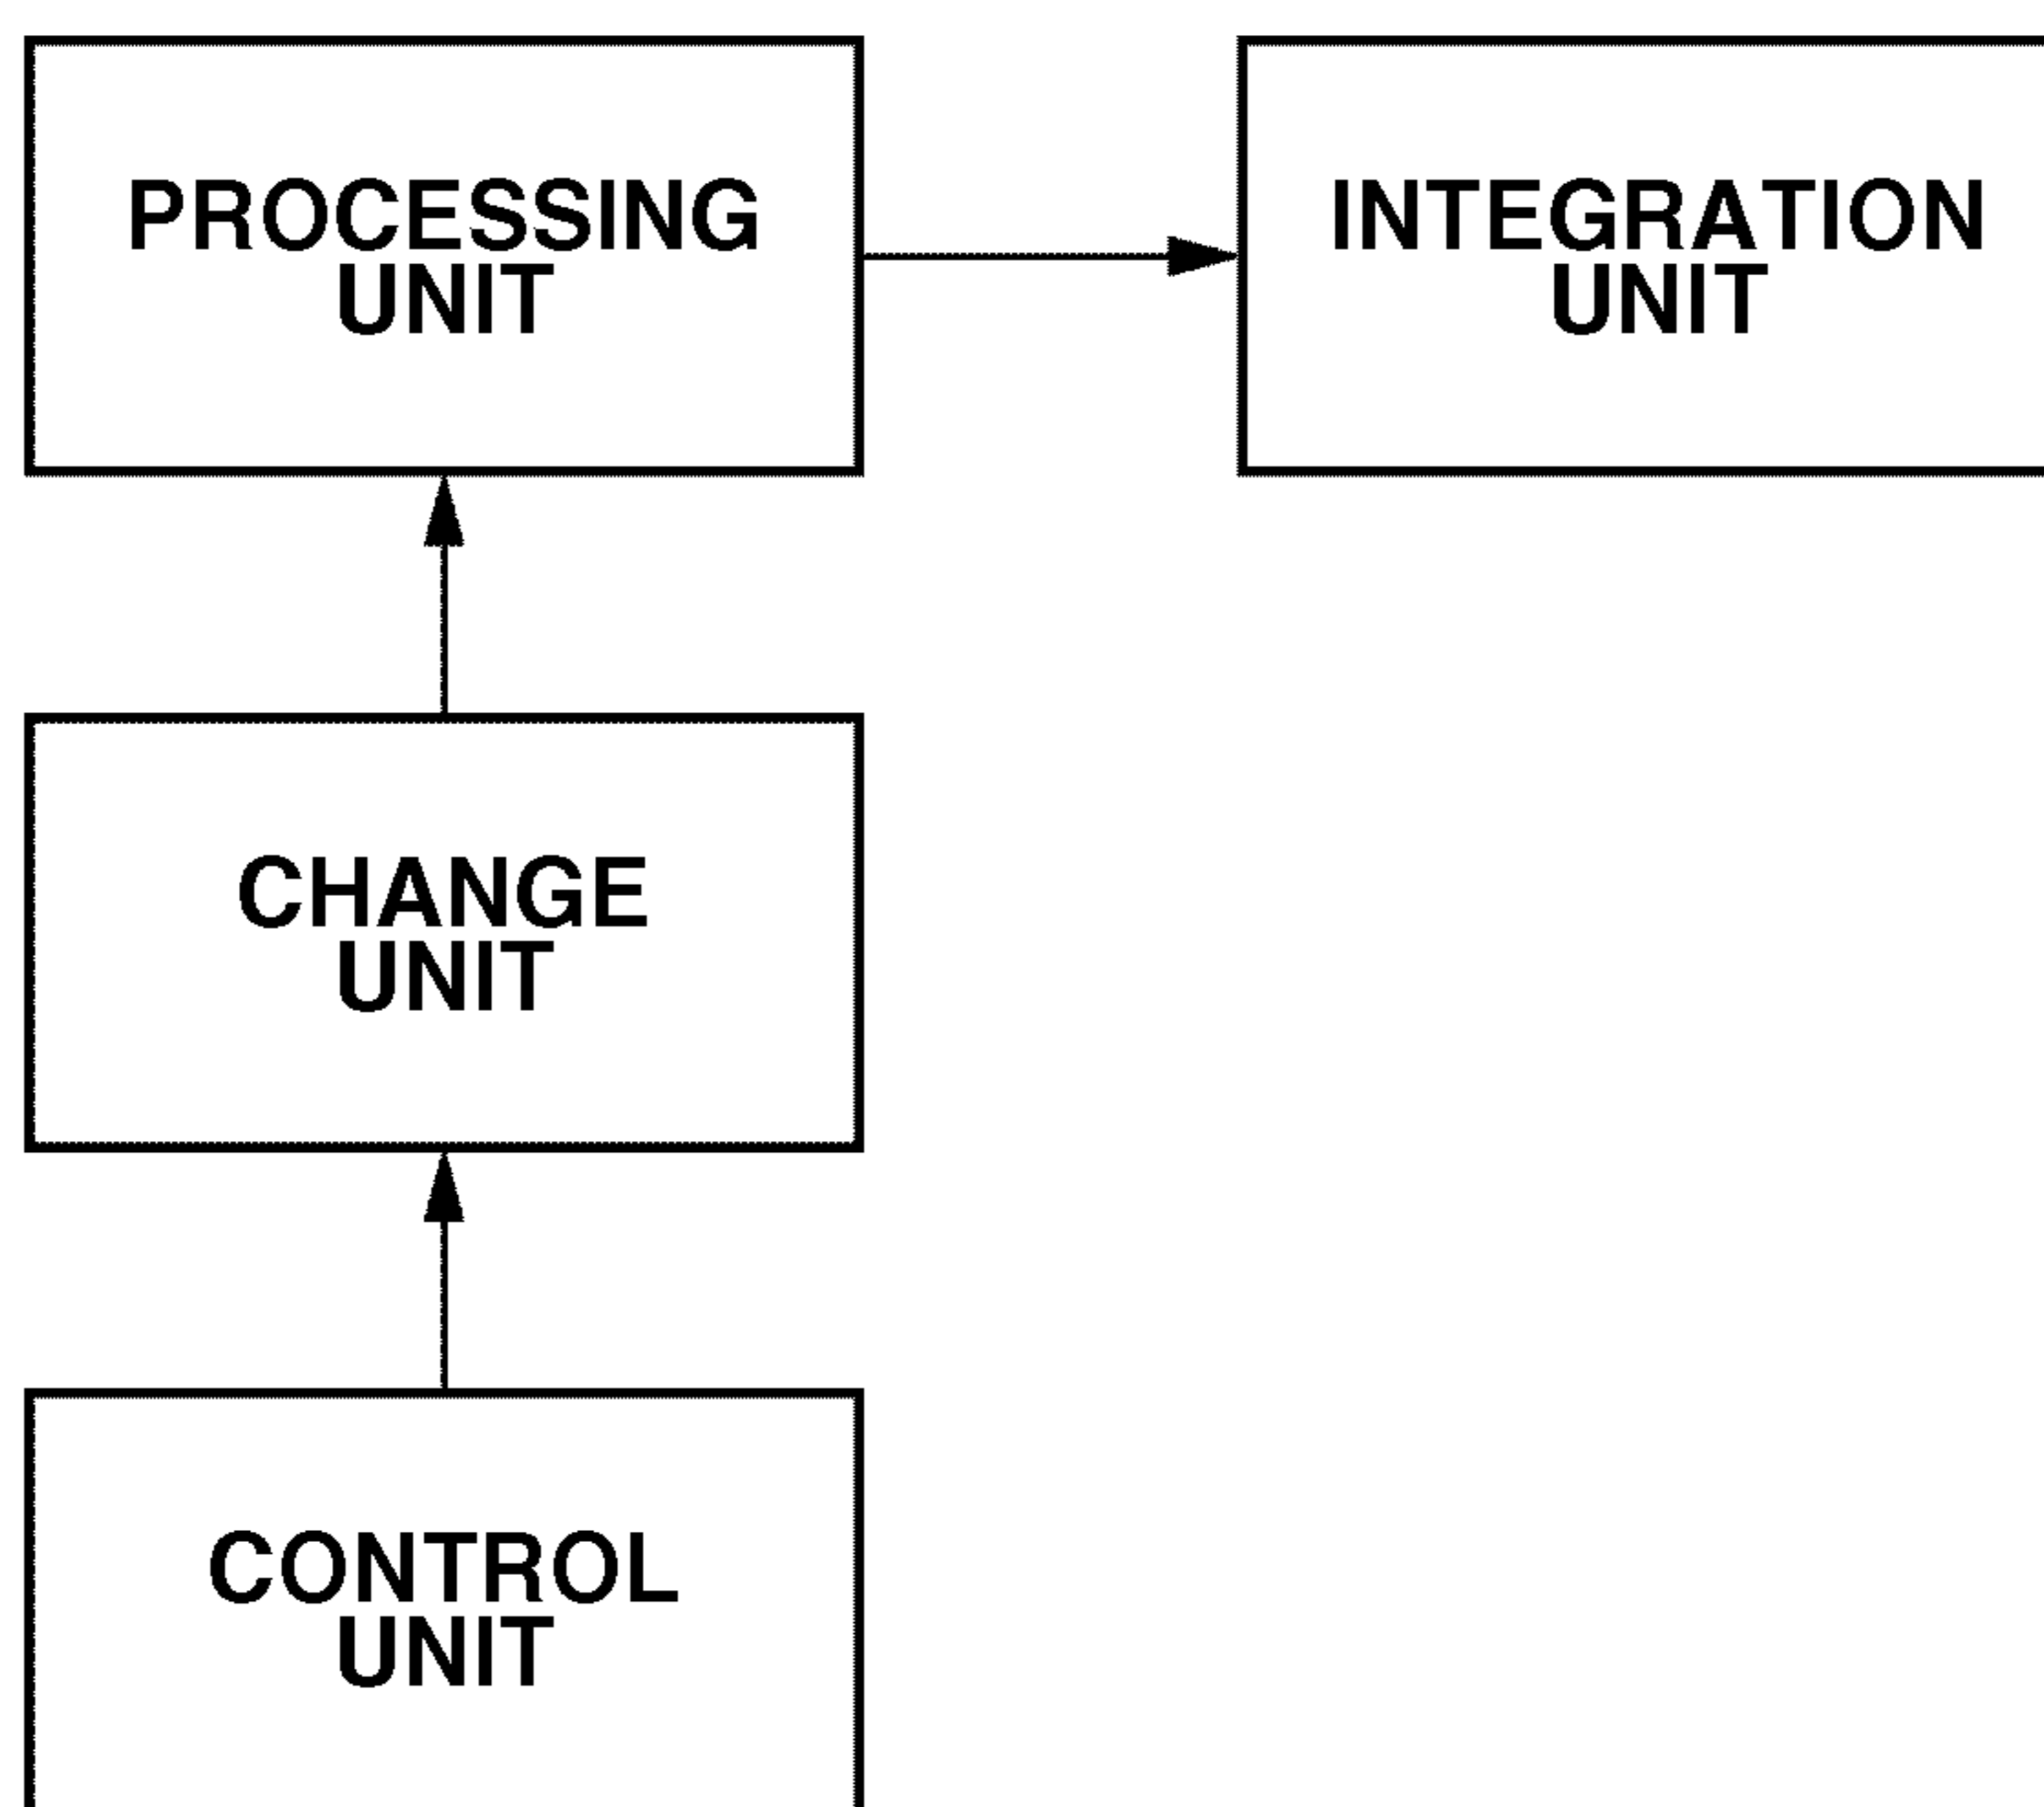 PROCESSING
UNIT
INTEGRATION
UNIT
CHANGE
UNIT
CONTROL
UNIT